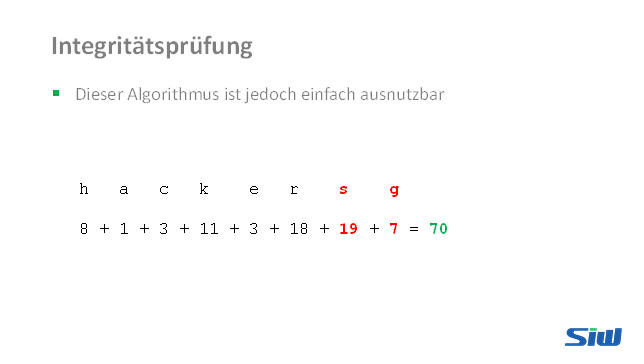 Integritätsprüfung
Dieser Algorithmus ist jedoch einfach ausnutzbar
h a c k e r s g
8 + 1 + 3 + 11 + 3 + 18 + 19 + 7 = 70
SiW